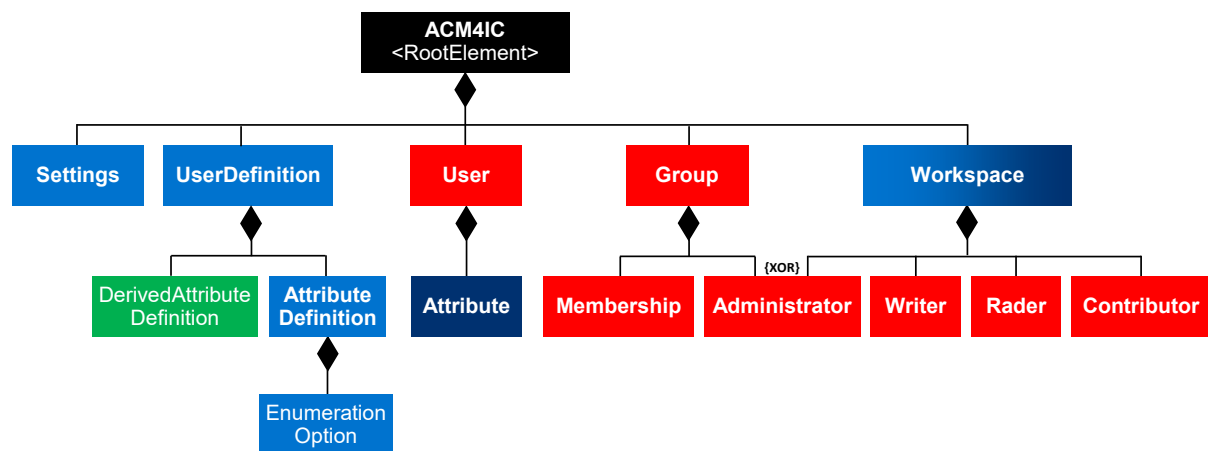 ACM4IC
<RootElement>
Settings
UserDefinition
User
Group
Workspace
{XOR}
DerivedAttribute
Definition
Attribute
Definition
Attribute
Membership
Administrator
Writer
Rader
Contributor
Enumeration
Option